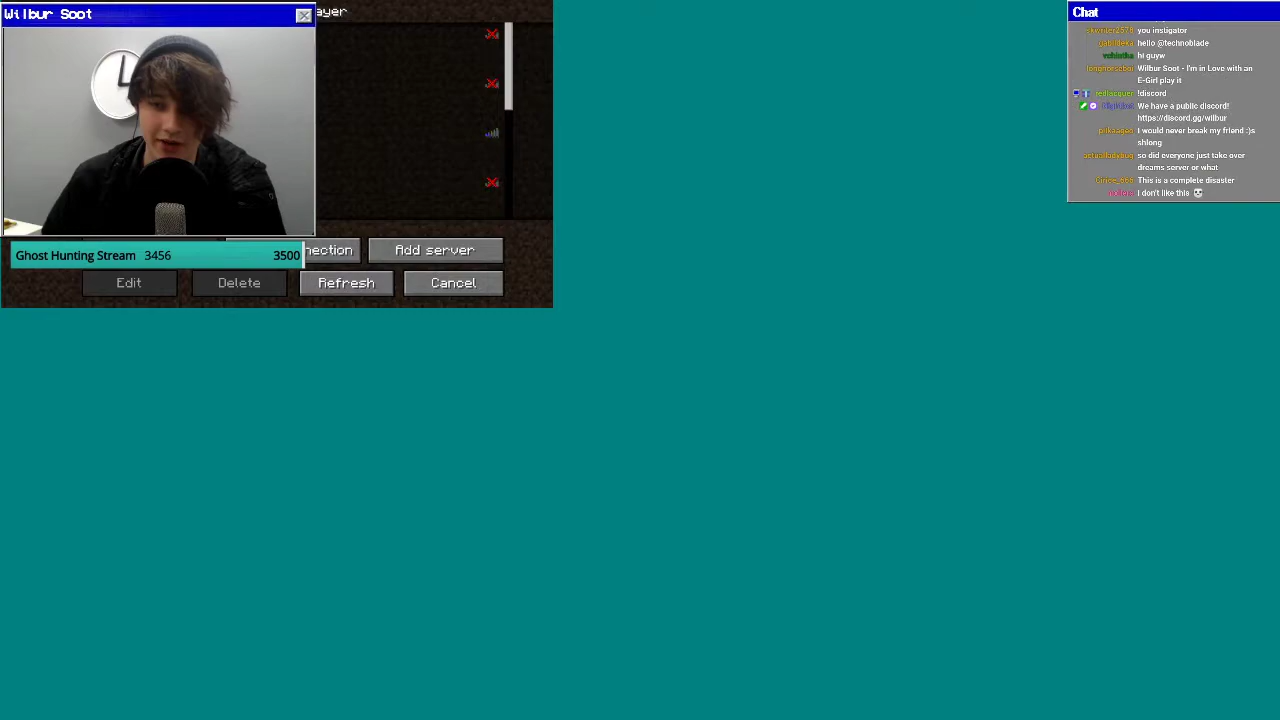 Wilbur Soot
ayer
nection
Add server
Ghost Hunting Stream 3456 3500
Edit
Delete
Refresh
Cancel
Chat
you instigator
hello @technoblade
hi guyw
Wilbur Soot - I'm in Love with an
E-Girl play it
redlacquer !discord
We have a public discord!
https://discord.gg/wilbur
I would never break my friend :)s
shlong
actualladybug so did everyone just take over
dreams server or what
This is a complete disaster
I don't like this 💀